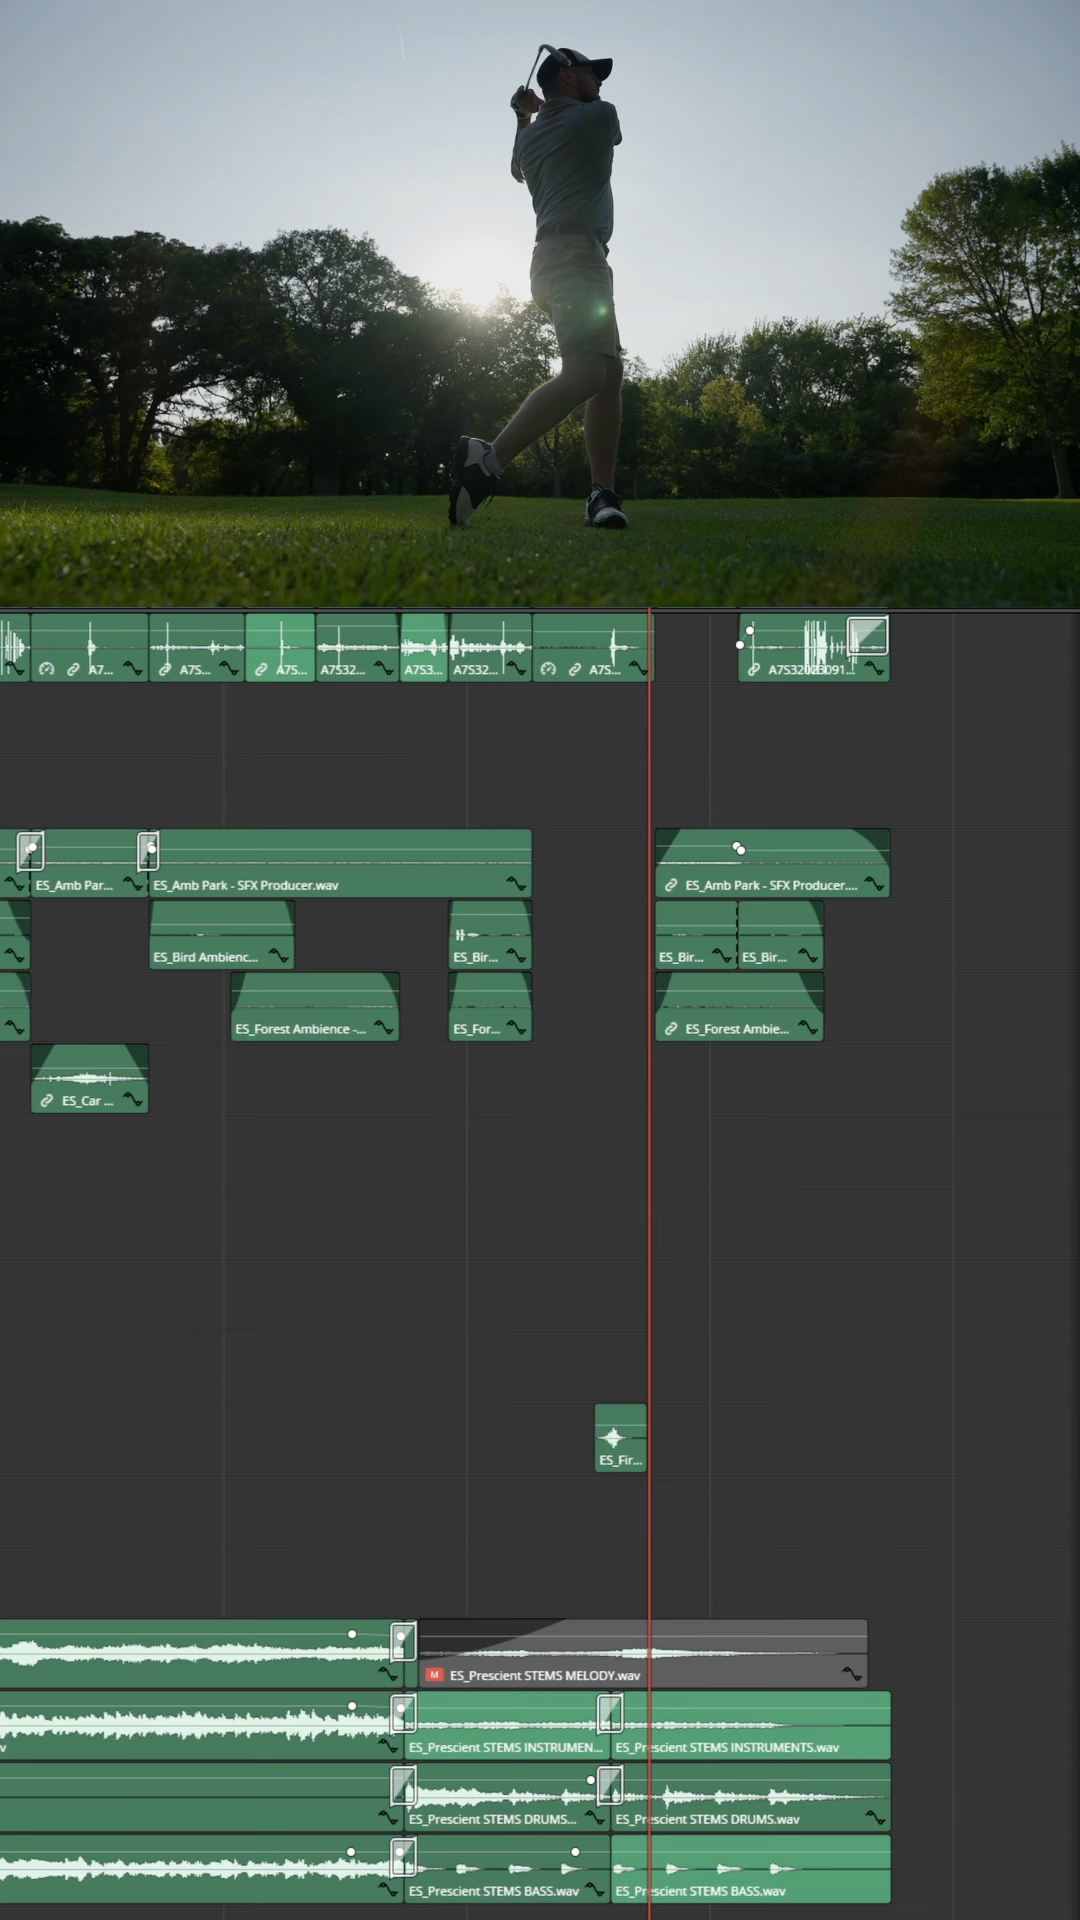 A7...
A7S...
A7S...
A7S32...
A7S3...
A7S32...
A7S...
A7S32023091...
ES_Amb Par...
ES_Amb Park - SFX Producer.wav
ES_Amb Park - SFX Producer....
ES_Bird Ambienc...
ES_Bir...
ES_Bir...
ES_Bir...
ES_Forest Ambience -...
ES_For...
ES_Forest Ambie...
ES_Car ...
ES_Fir...
M ES_Prescient STEMS MELODY.wav
v
ES_Prescient STEMS INSTRUMEN...
ES_Prescient STEMS INSTRUMENTS.wav
ES_Prescient STEMS DRUMS...
ES_Prescient STEMS DRUMS.wav
ES_Prescient STEMS BASS.wav
ES_Prescient STEMS BASS.wav